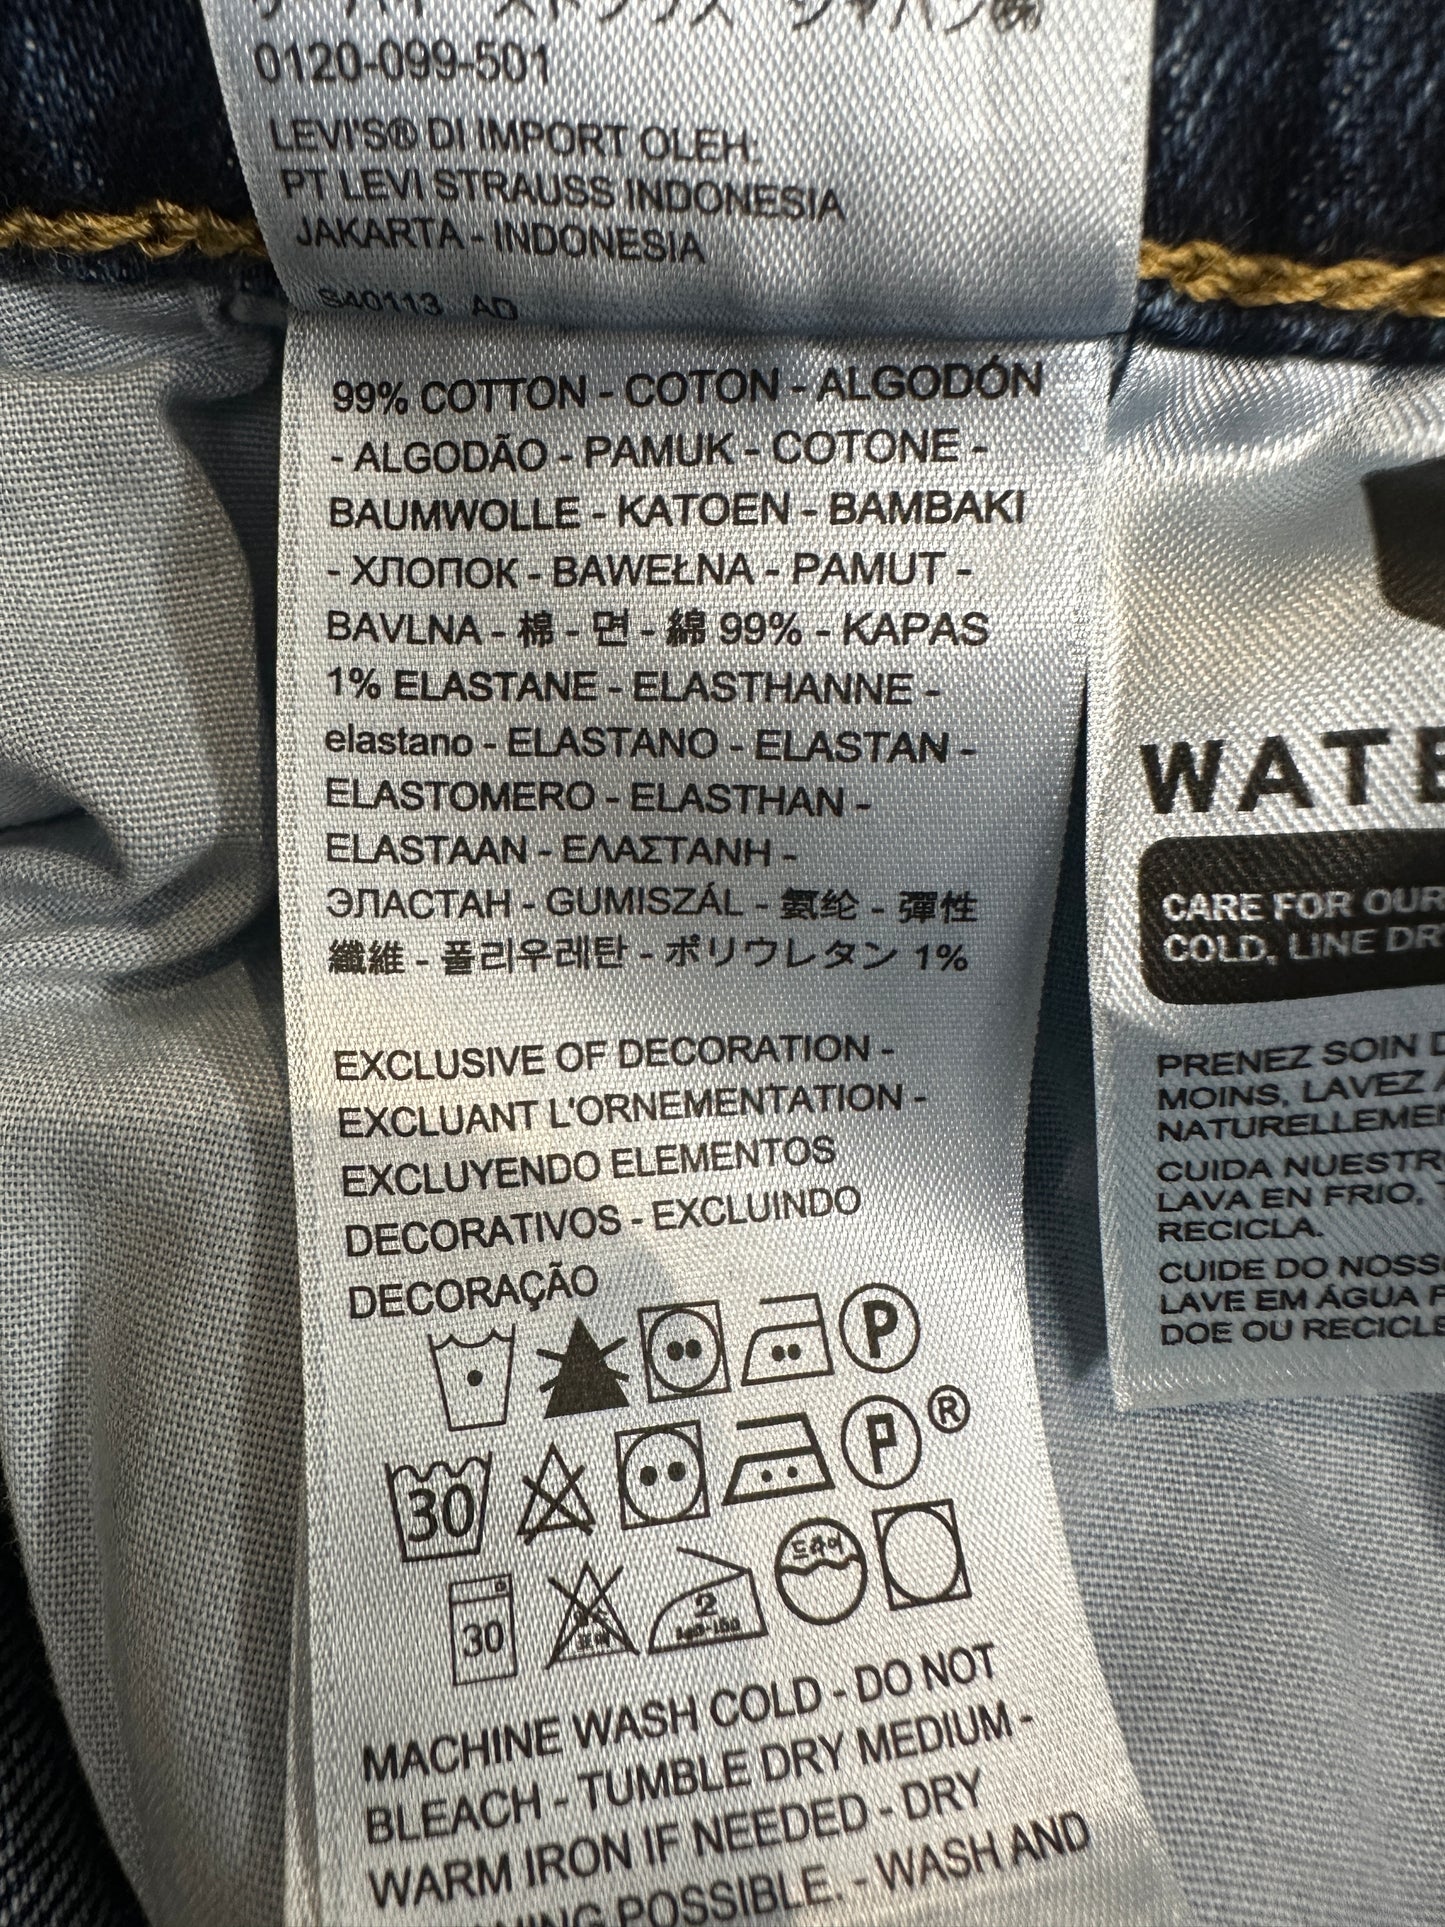 0120-099-501
LEVI'S® DI IMPORT OLEH:
PT LEVI STRAUSS INDONESIA
JAKARTA - INDONESIA
S40113 AD
99% COTTON - COTON - ALGODÓN
- ALGODÃO - PAMUK - COTONE -
BAUMWOLLE - KATOEN - BAMBAKI
- ХЛОПОК - BAWEŁNA - PAMUT -
BAVLNA - 棉 - 면 - 綿 99% - KAPAS
1% ELASTANE - ELASTHANNE -
elastano - ELASTANO - ELASTAN -
ELASTOMERO - ELASTHAN -
ELASTAAN - ΕΛΑΣΤΑΝΗ -
ЭЛАСТАН - GUMISZÁL - 氨纶 - 彈性
纖維 - 폴리우레탄 - ポリウレタン 1%
EXCLUSIVE OF DECORATION -
EXCLUANT L'ORNEMENTATION -
EXCLUYENDO ELEMENTOS
DECORATIVOS - EXCLUINDO
DECORAÇÃO
P
30 P ®
30 2 드라이
MACHINE WASH COLD - DO NOT
BLEACH - TUMBLE DRY MEDIUM -
WARM IRON IF NEEDED - DRY
POSSIBLE. - WASH AND
WATE
CARE FOR OUR
COLD, LINE DR
PRENEZ SOIN D
MOINS, LAVEZ
NATURELLEME
CUIDA NUESTR
LAVA EN FRIO,
RECICLA.
CUIDE DO NOSS
LAVE EM ÁGUA F
DOE OU RECICLE